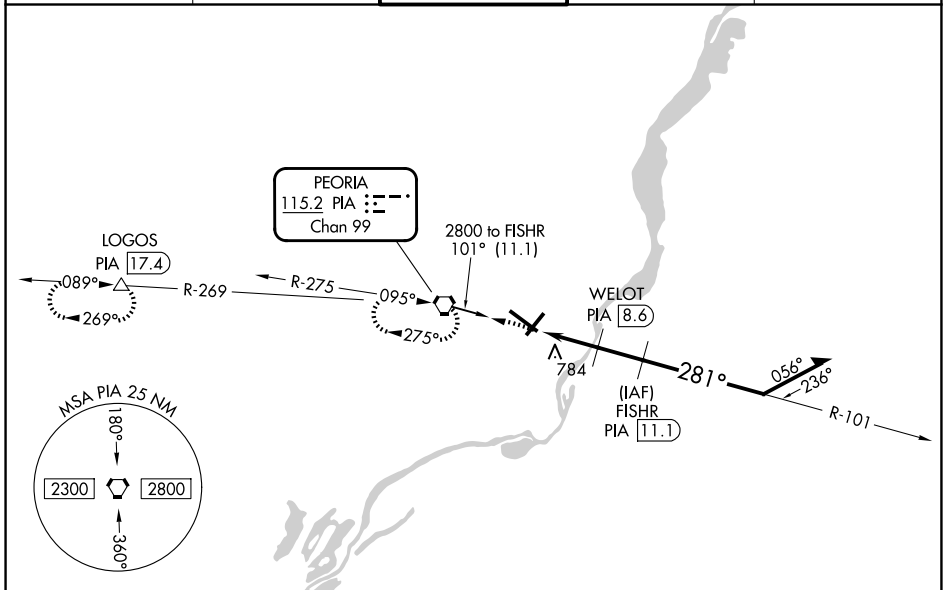 PEORIA
115.2 PIA
Chan 99
2800 to FISHR
101° (11.1)
LOGOS
PIA 17.4
089°
269°
R-269
R-275
095°
275°
WELOT
PIA 8.6
784
281°
056°
236°
(IAF)
FISHR
PIA 11.1
R-101
MSA PIA 25 NM
180°
2300
2800
360°